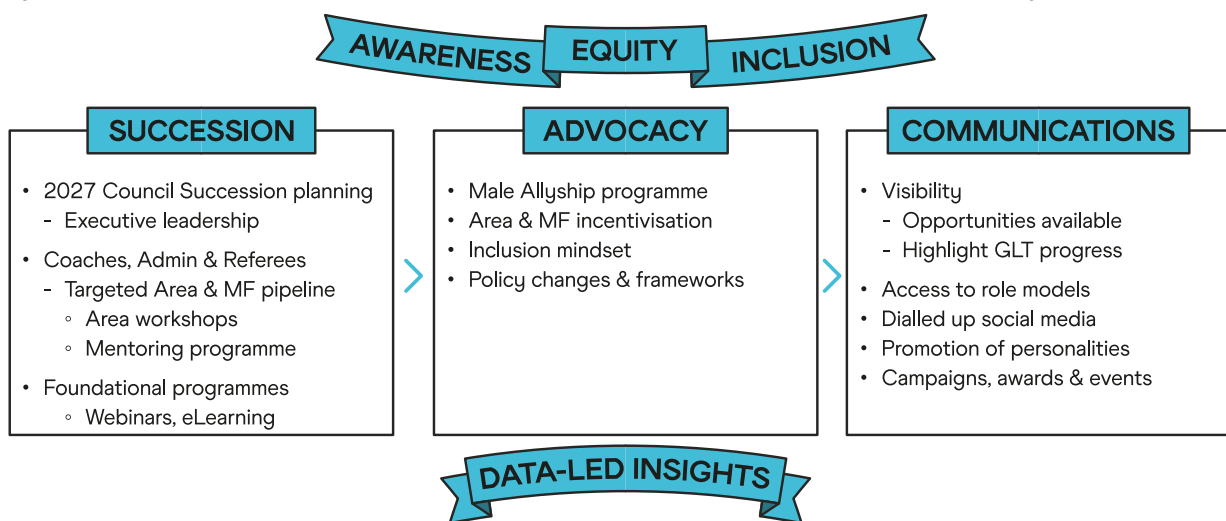 AWARENESS EQUITY INCLUSION
SUCCESSION
• 2027 Council Succession planning
- Executive leadership
• Coaches, Admin & Referees
- Targeted Area & MF pipeline
◦ Area workshops
◦ Mentoring programme
• Foundational programmes
◦ Webinars, eLearning
ADVOCACY
• Male Allyship programme
• Area & MF incentivisation
• Inclusion mindset
• Policy changes & frameworks
COMMUNICATIONS
• Visibility
- Opportunities available
- Highlight GLT progress
• Access to role models
• Dialled up social media
• Promotion of personalities
• Campaigns, awards & events
DATA-LED INSIGHTS